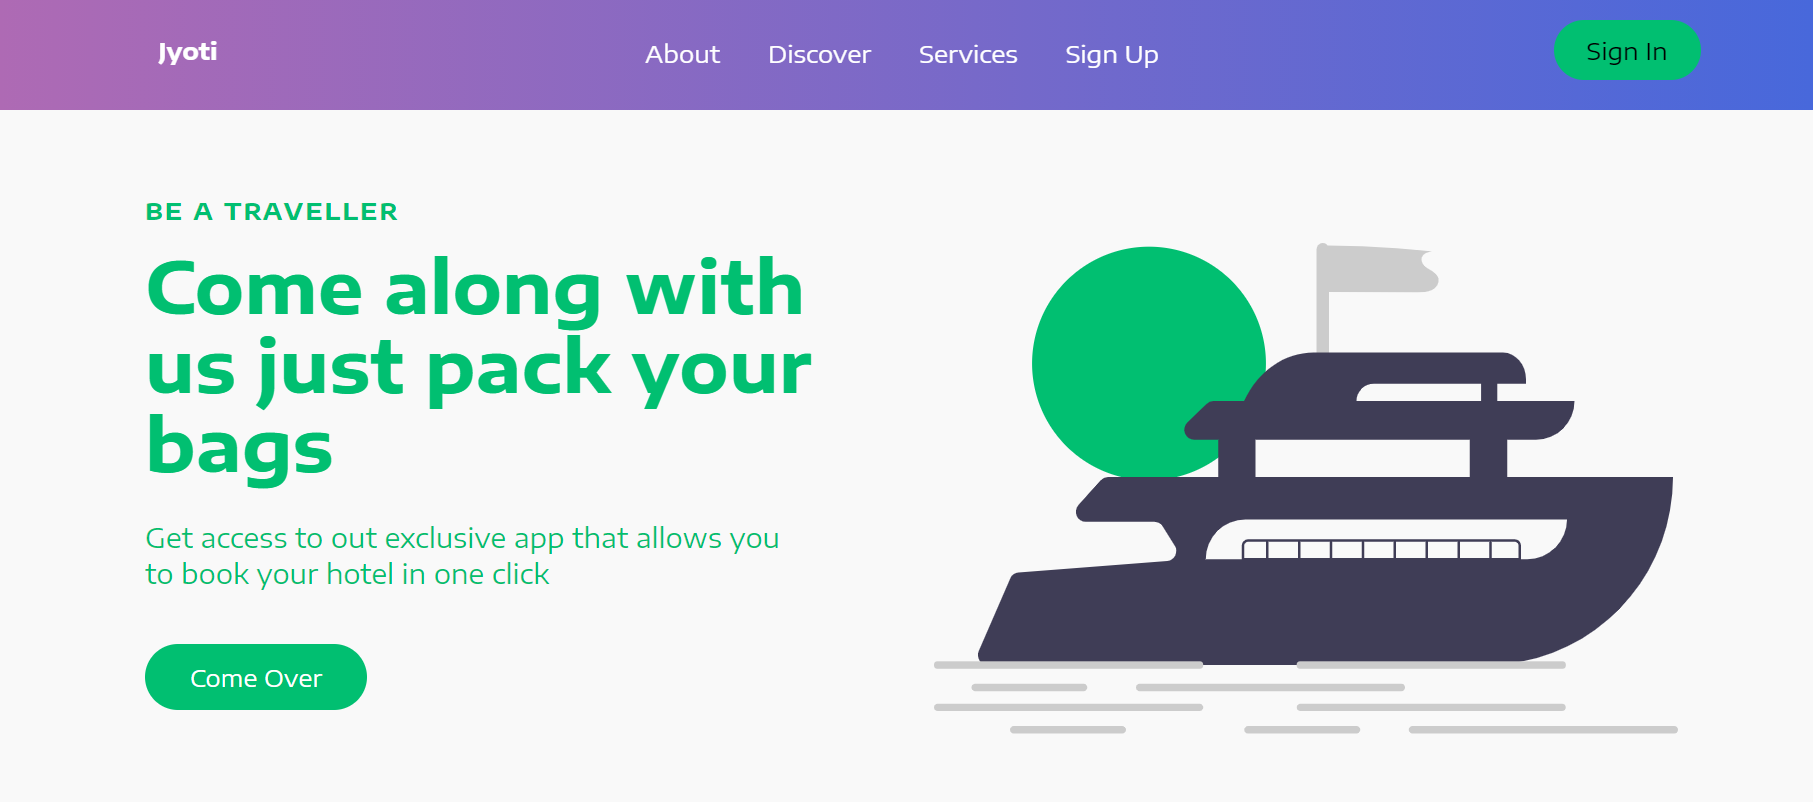 Jyoti
About Discover Services Sign Up
Sign In
BE A TRAVELLER
Come along with
us just pack your
bags
Get access to out exclusive app that allows you
to book your hotel in one click
Come Over